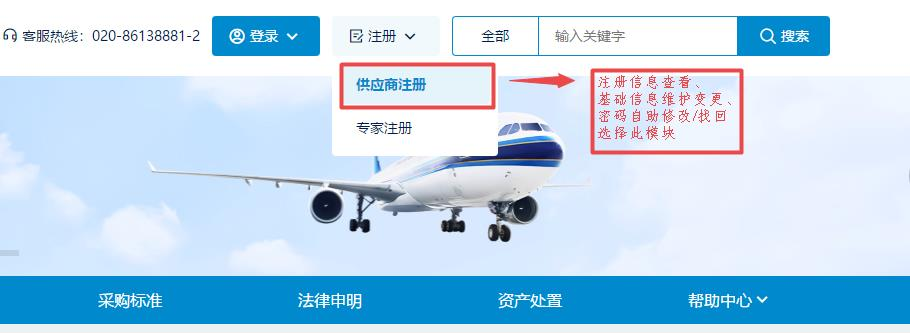 客服热线：020-86138881-2 登录 注册 全部 输入关键字 搜索
供应商注册
专家注册
注册信息查看、
基础信息维护变更、
密码自助修改/找回
选择此模块
采购标准 法律申明 资产处置 帮助中心